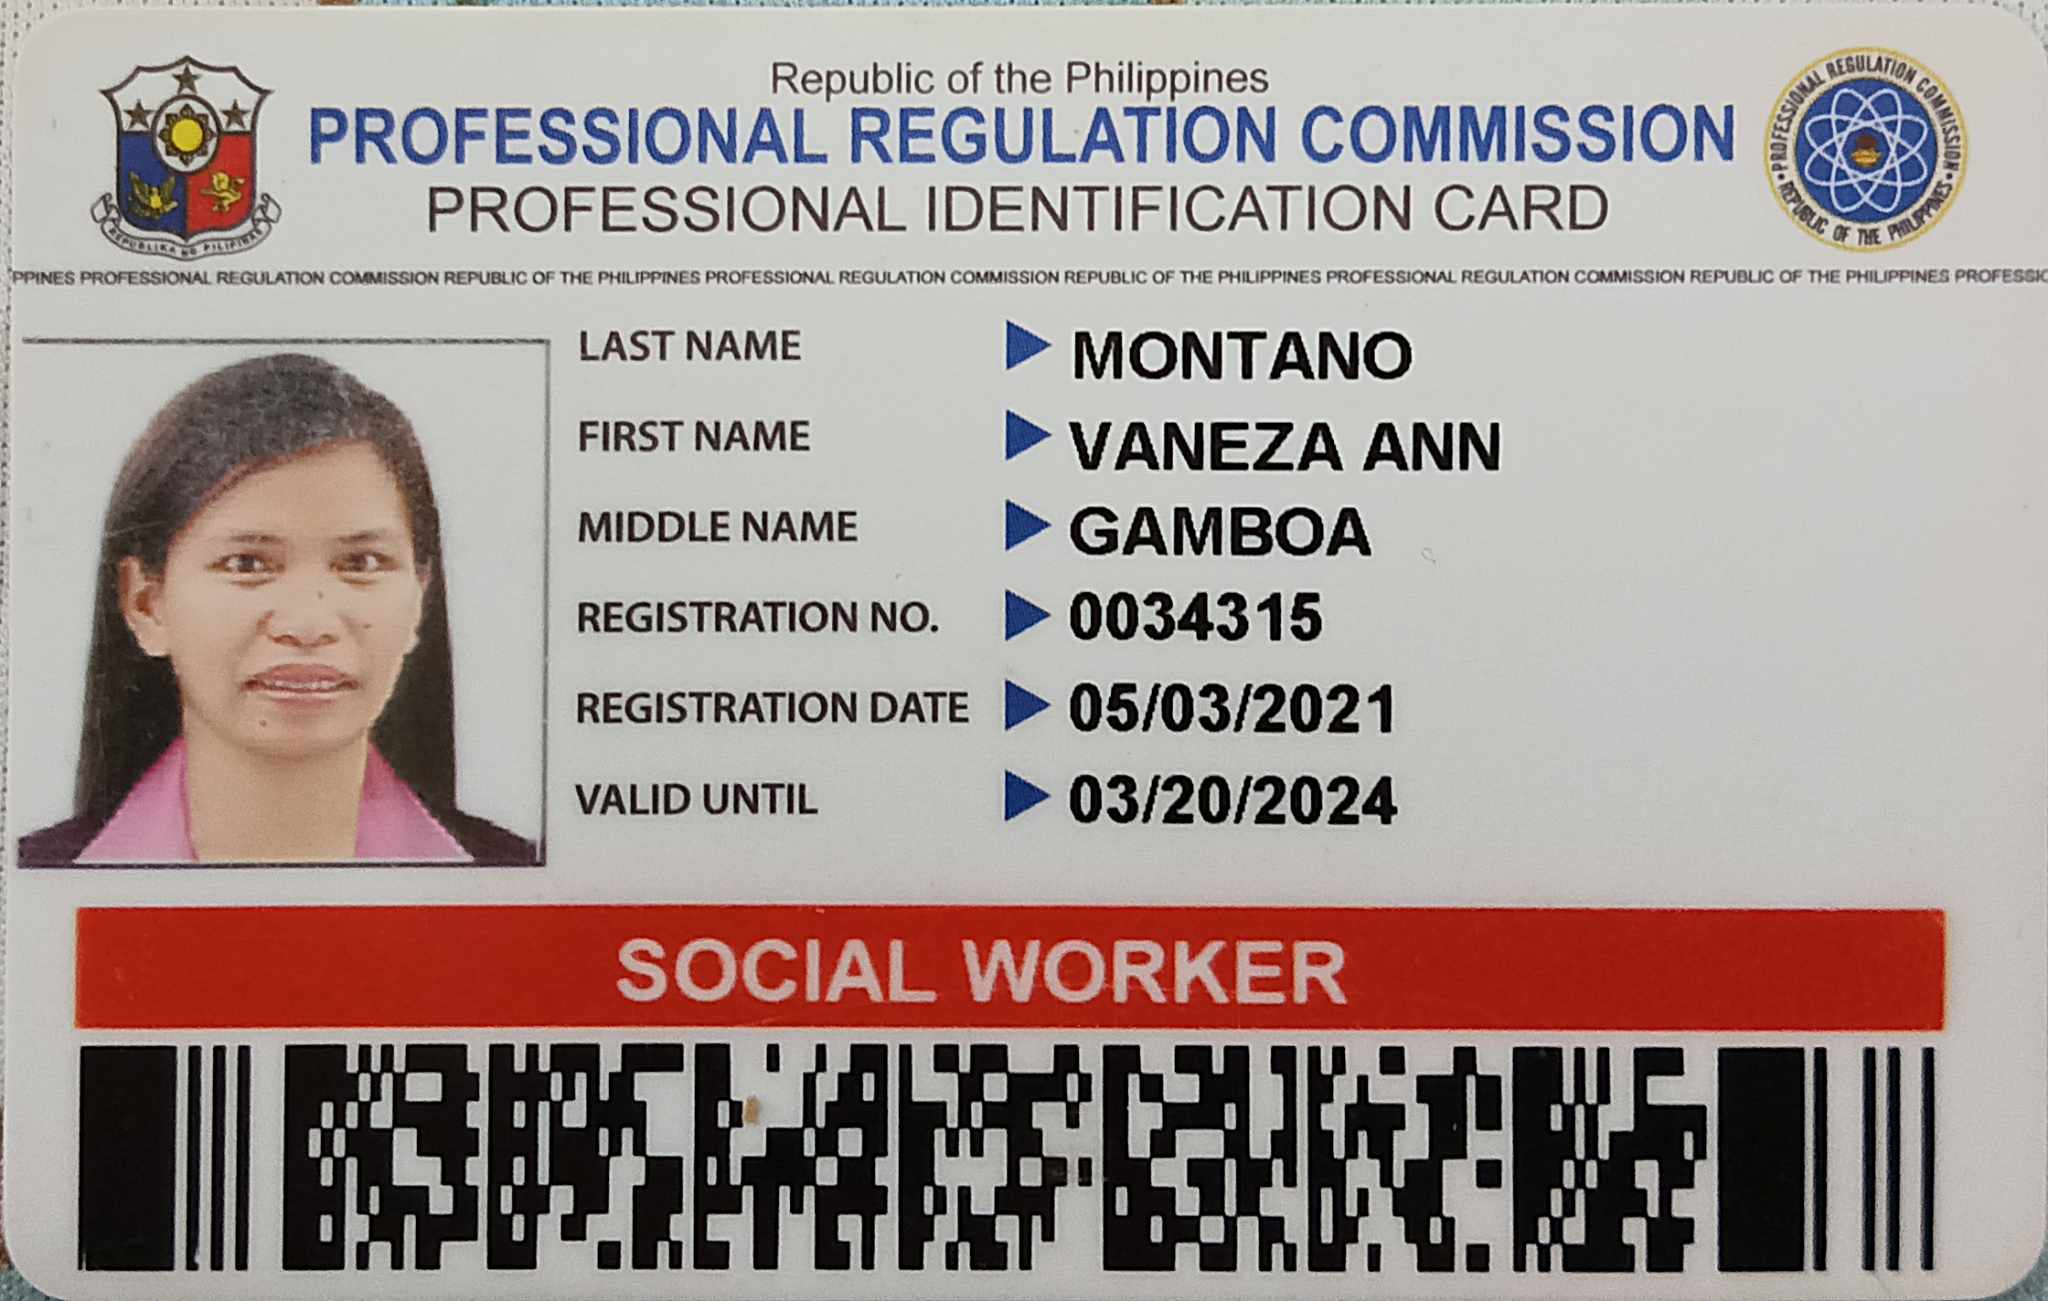 Republic of the Philippines
PROFESSIONAL REGULATION COMMISSION
PROFESSIONAL IDENTIFICATION CARD
REPUBLIKA NG PILIPINAS
PROFESSIONAL REGULATION COMMISSION
REPUBLIC OF THE PHILIPPINES
PPINES PROFESSIONAL REGULATION COMMISSION REPUBLIC OF THE PHILIPPINES PROFESSIONAL REGULATION COMMISSION REPUBLIC OF THE PHILIPPINES PROFESSIONAL REGULATION COMMISSION REPUBLIC OF THE PHILIPPINES PROFESSIO
LAST NAME MONTANO
FIRST NAME VANEZA ANN
MIDDLE NAME GAMBOA
REGISTRATION NO. 0034315
REGISTRATION DATE 05/03/2021
VALID UNTIL 03/20/2024
SOCIAL WORKER